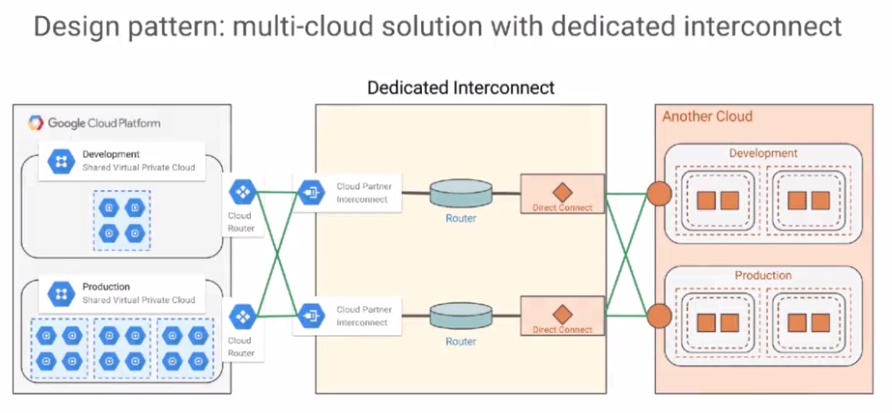 Design pattern: multi-cloud solution with dedicated interconnect
Dedicated Interconnect
Google Cloud Platform
Another Cloud
Development
Shared Virtual Private Cloud
Development
Cloud Partner
Interconnect
Router
Direct Connect
Cloud
Router
Production
Shared Virtual Private Cloud
Production
Cloud Partner
Interconnect
Router
Direct Connect
Cloud
Router